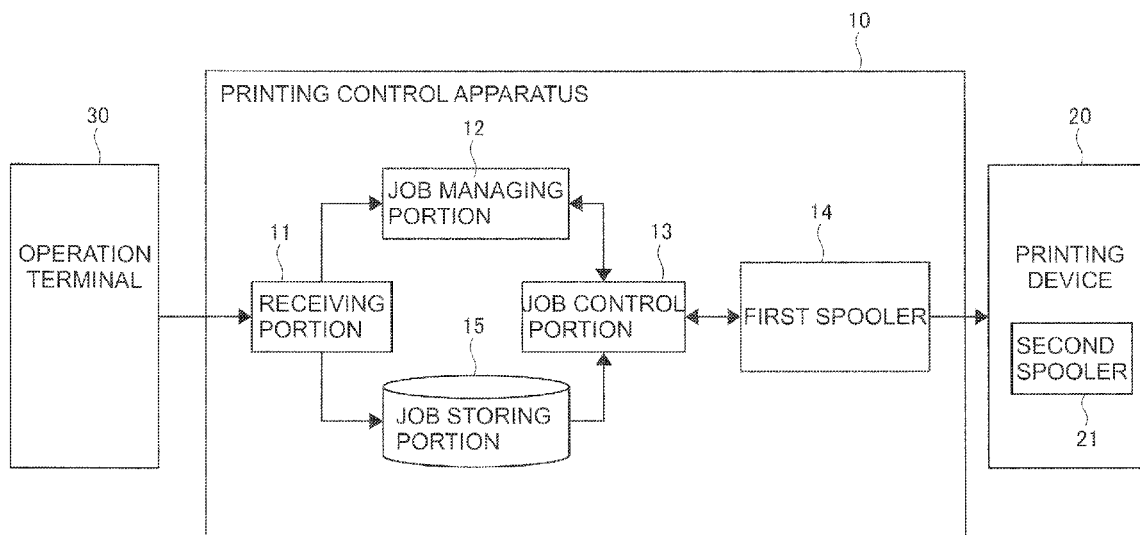 10
PRINTING CONTROL APPARATUS
30
12
20
JOB MANAGING
PORTION
14
OPERATION
TERMINAL
11
13
PRINTING
DEVICE
RECEIVING
PORTION
JOB CONTROL
PORTION
FIRST SPOOLER
15
SECOND
SPOOLER
JOB STORING
PORTION
21